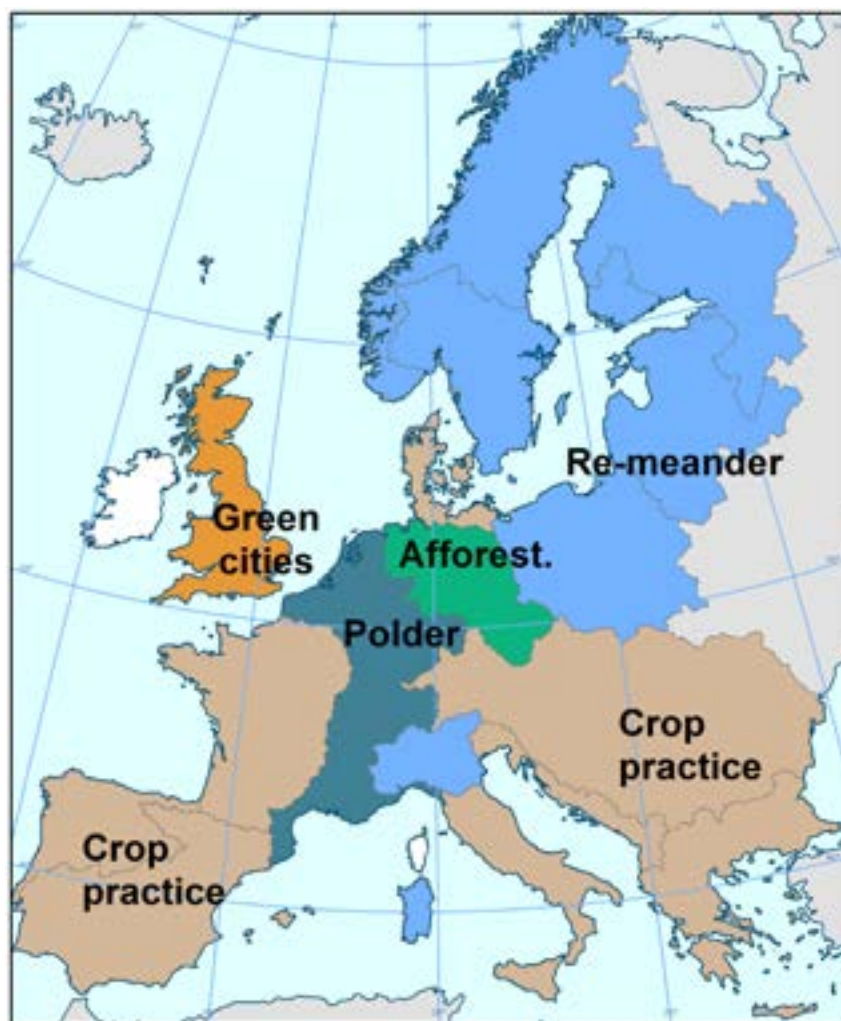 Re-meander
Green
cities
Afforest.
Polder
Crop
practice
Crop
practice